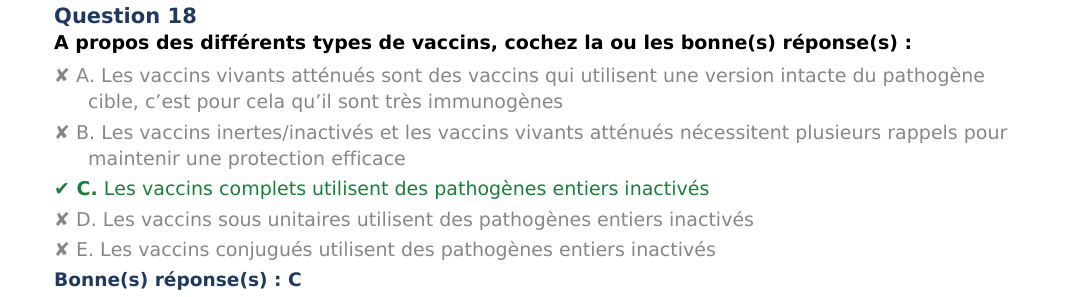 Question 18
A propos des différents types de vaccins, cochez la ou les bonne(s) réponse(s) :
✘ A. Les vaccins vivants atténués sont des vaccins qui utilisent une version intacte du pathogène
cible, c’est pour cela qu’il sont très immunogènes
✘ B. Les vaccins inertes/inactivés et les vaccins vivants atténués nécessitent plusieurs rappels pour
maintenir une protection efficace
✔ C. Les vaccins complets utilisent des pathogènes entiers inactivés
✘ D. Les vaccins sous unitaires utilisent des pathogènes entiers inactivés
✘ E. Les vaccins conjugués utilisent des pathogènes entiers inactivés
Bonne(s) réponse(s) : C